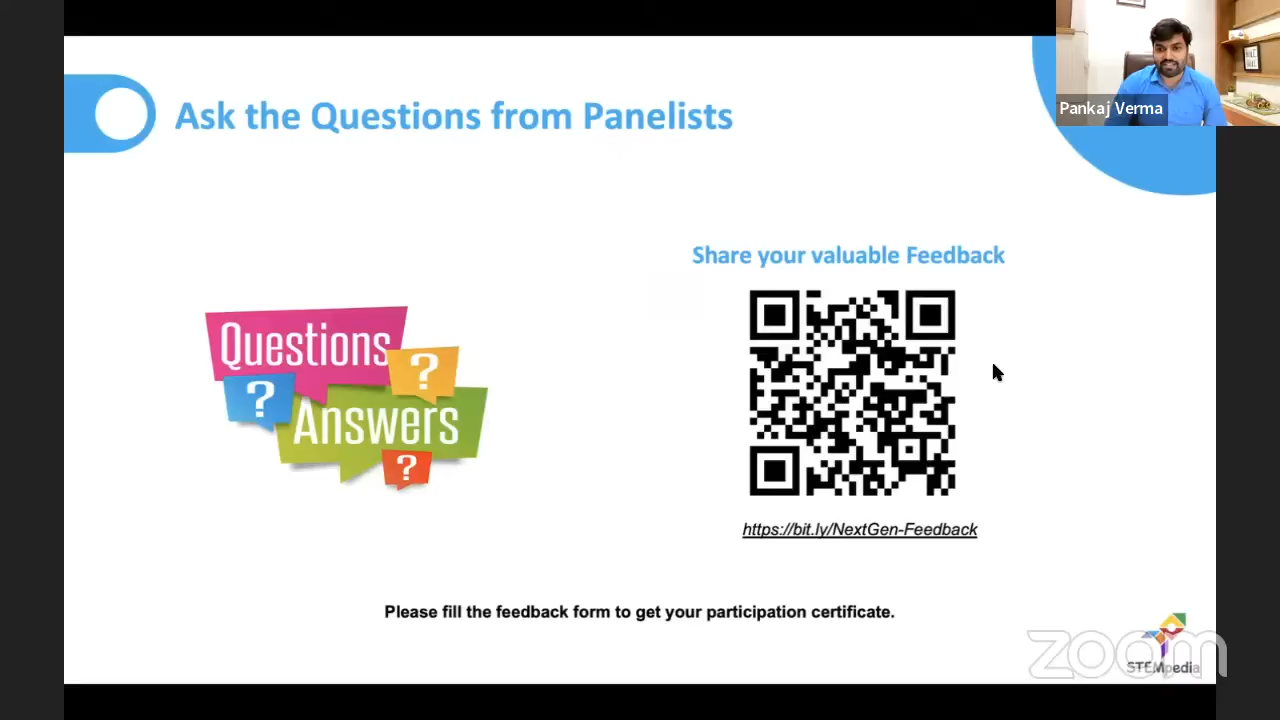 Pankaj Verma
Ask the Questions from Panelists
Share your valuable Feedback
Questions
?
?
Answers
?
https://bit.ly/NextGen-Feedback
Please fill the feedback form to get your participation certificate.
zoom
STEMpedia